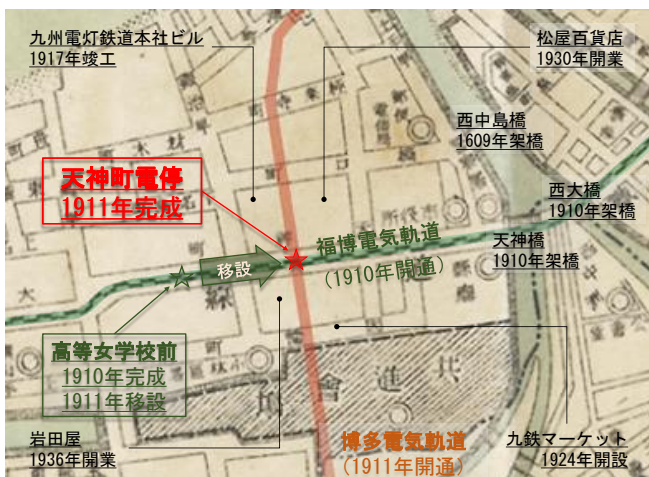 九州電灯鉄道本社ビル
1917年竣工
松屋百貨店
1930年開業
西中島橋
1609年架橋
天神町電停
1911年完成
西大橋
1910年架橋
福博電気軌道
(1910年開通)
天神橋
1910年架橋
移設
高等女学校前
1910年完成
1911年移設
共進會
岩田屋
1936年開業
博多電気軌道
(1911年開通)
九鉄マーケット
1924年開設